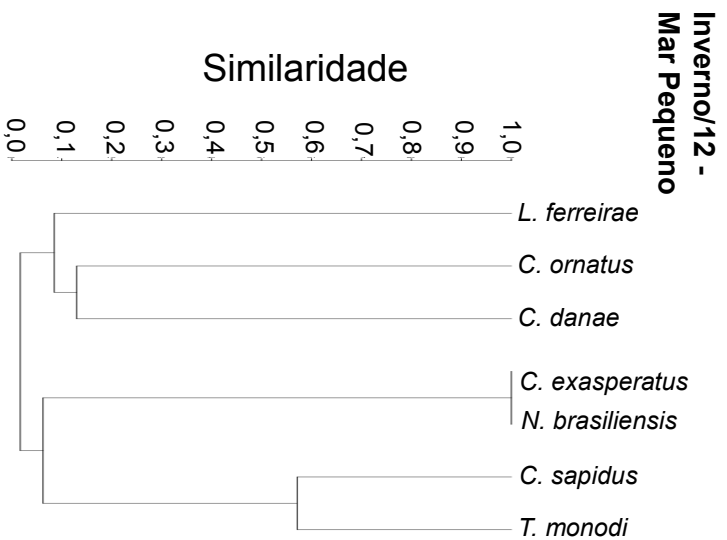 Inverno/12 -
Mar Pequeno
Similaridade
0,0
0,1
0,2
0,3
0,4
0,5
0,6
0,7
0,8
0,9
1,0
L. ferreirae
C. ornatus
C. danae
C. exasperatus
N. brasiliensis
C. sapidus
T. monodi